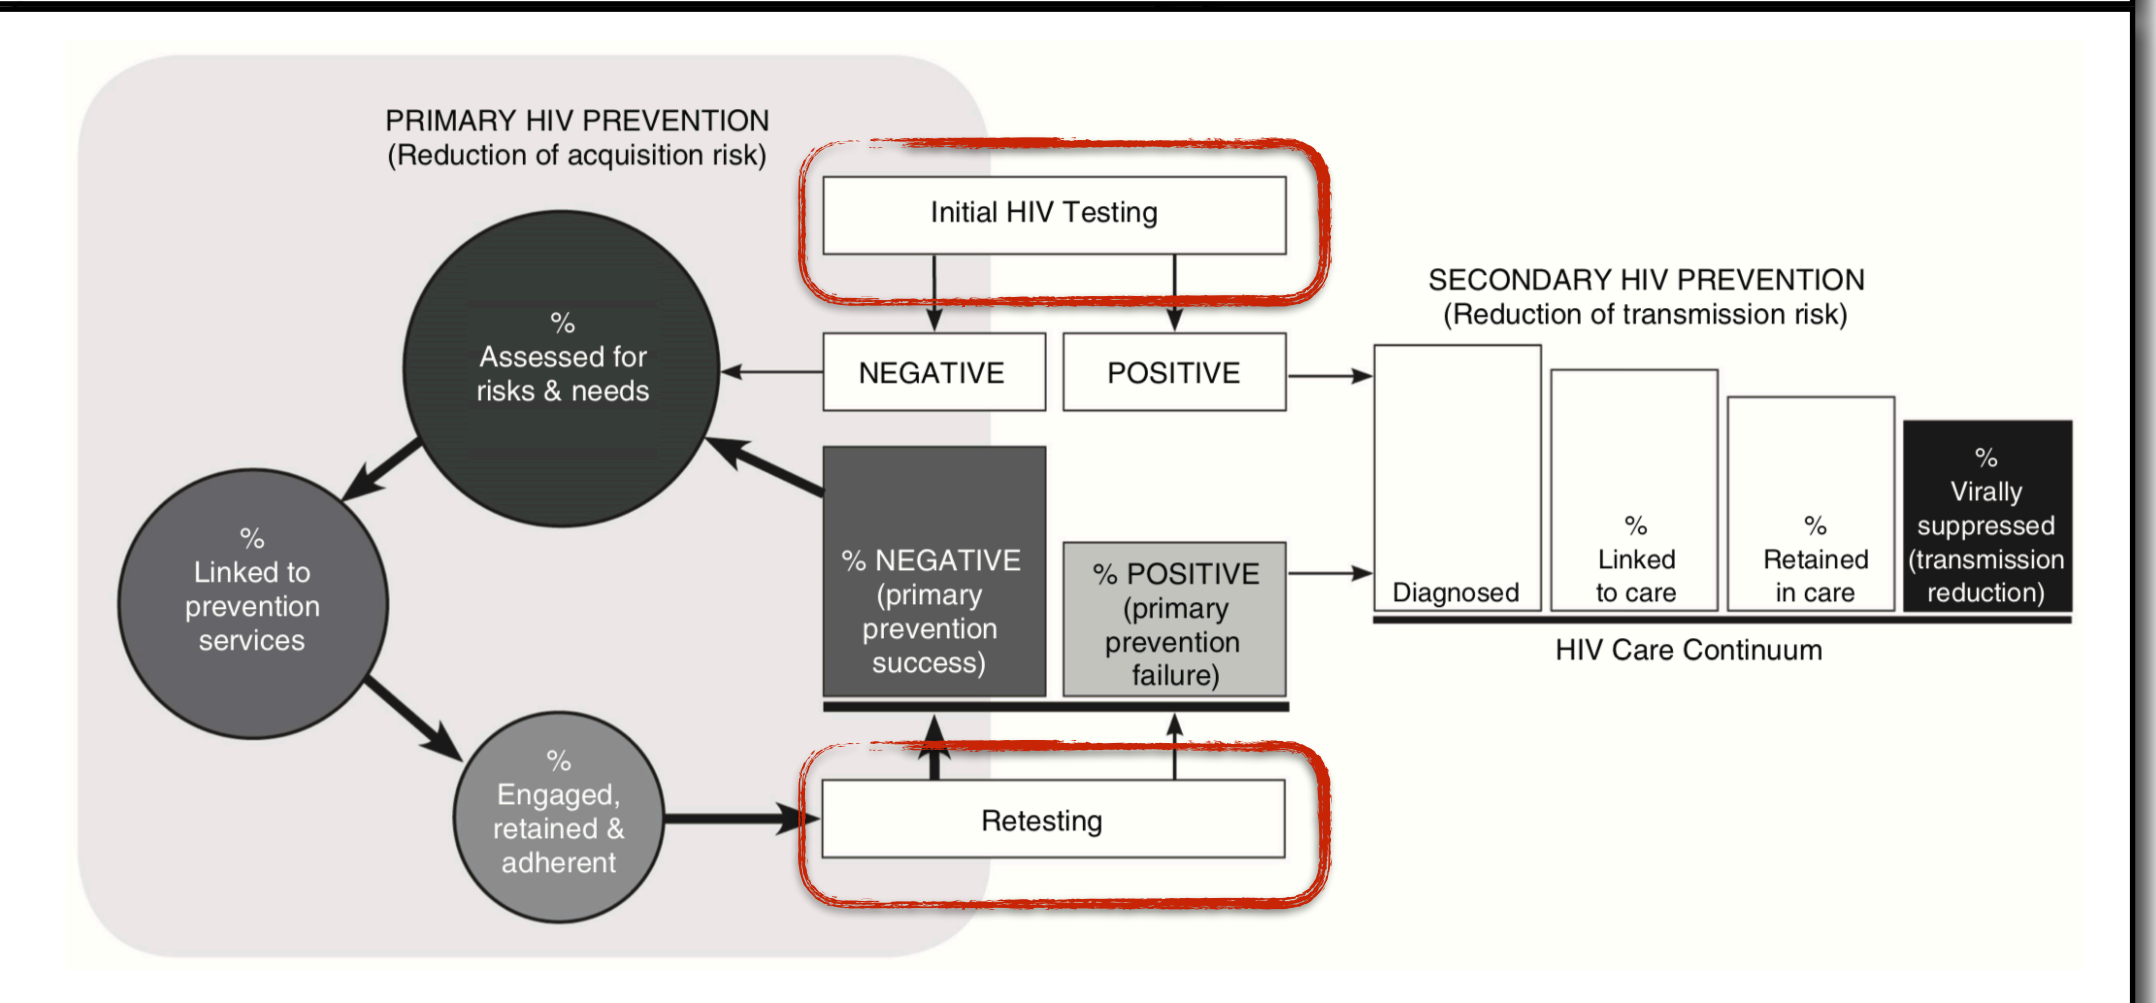 PRIMARY HIV PREVENTION
(Reduction of acquisition risk)
Initial HIV Testing
SECONDARY HIV PREVENTION
(Reduction of transmission risk)
%
Assessed for
risks & needs
NEGATIVE
POSITIVE
%
Linked to
prevention
services
% NEGATIVE
(primary
prevention
success)
% POSITIVE
(primary
prevention
failure)
Diagnosed
%
Linked
to care
%
Retained
in care
%
Virally
suppressed
(transmission
reduction)
HIV Care Continuum
%
Engaged,
retained &
adherent
Retesting